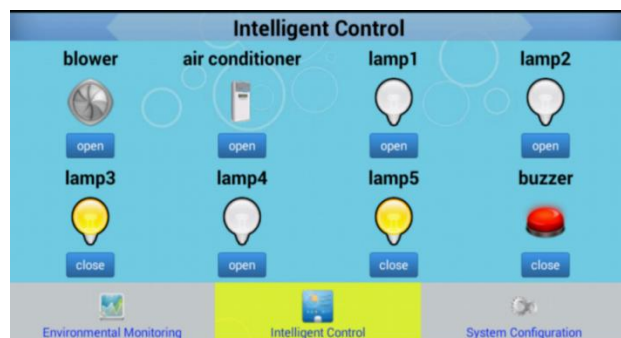 Intelligent Control
blower air conditioner lamp1 lamp2
open open open open
lamp3 lamp4 lamp5 buzzer
close open close close
Environmental Monitoring Intelligent Control System Configuration